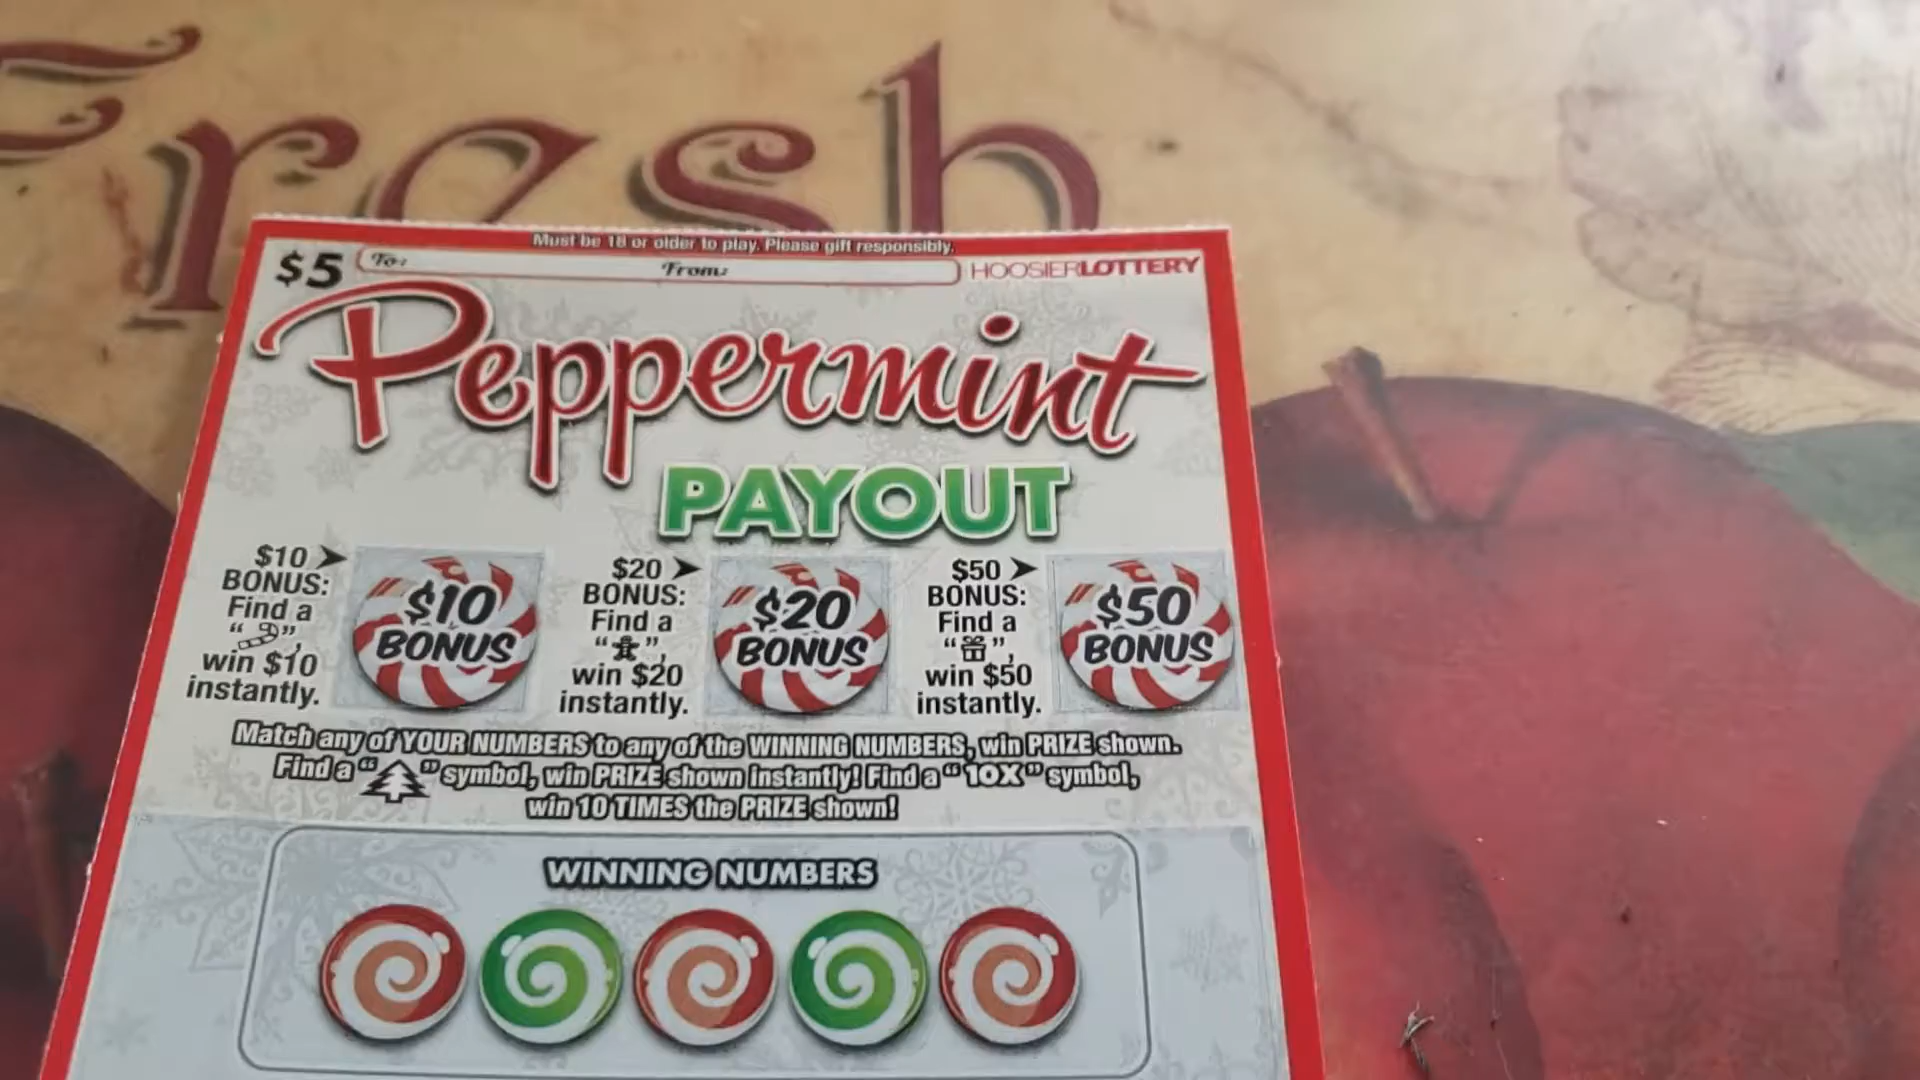 Fresh
Must be 18 or older to play. Please gift responsibly.
$5 To: From: HOOSIERLOTTERY
Peppermint
PAYOUT
$10
BONUS:
Find a
" ",
win $10
instantly.
$10
BONUS
$20
BONUS:
Find a
" ",
win $20
instantly.
$20
BONUS
$50
BONUS:
Find a
" ",
win $50
instantly.
$50
BONUS
Match any of YOUR NUMBERS to any of the WINNING NUMBERS, win PRIZE shown.
Find a " " symbol, win PRIZE shown instantly! Find a "10X" symbol,
win 10 TIMES the PRIZE shown!
WINNING NUMBERS